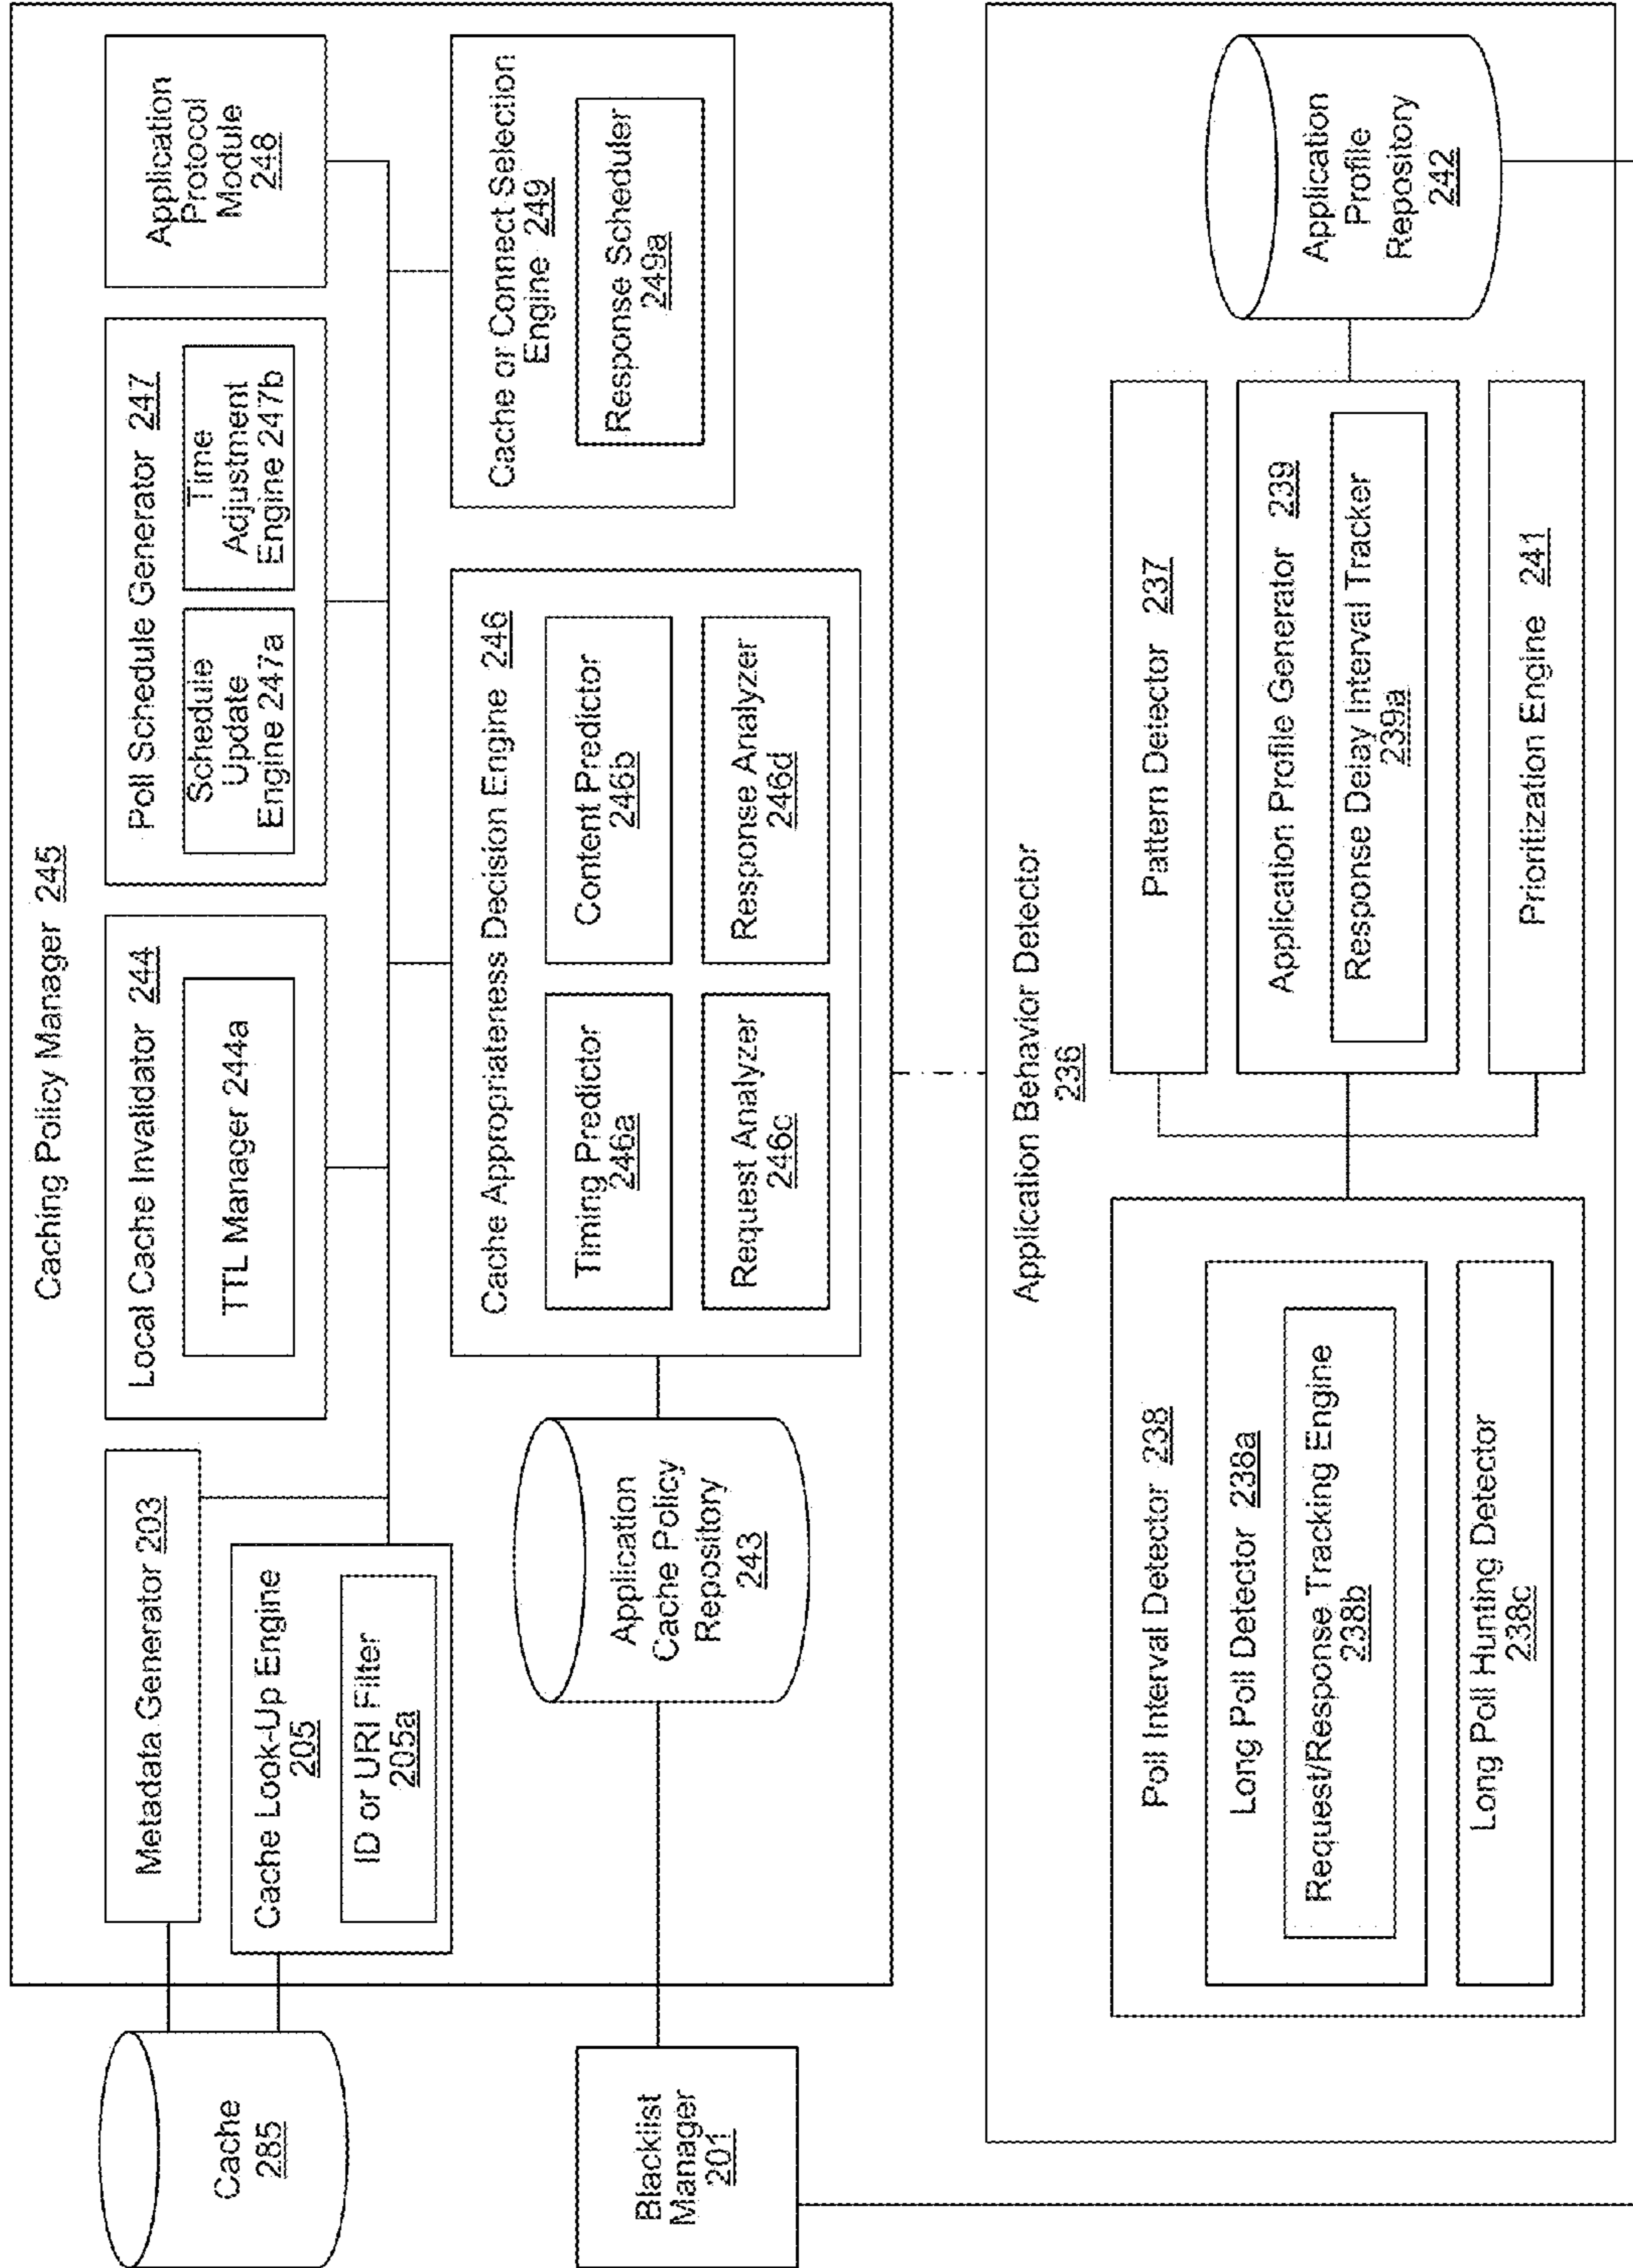 Caching Policy Manager 245
Cache
285
Metadata Generator 203
Cache Look-Up Engine
205
ID or URI Filter
205a
Local Cache Invalidator 244
TTL Manager 244a
Poll Schedule Generator 247
Schedule
Update
Engine 247a
Time
Adjustment
Engine 247b
Application
Protocol
Module
248
Blacklist
Manager
201
Application
Cache Policy
Repository
243
Cache Appropriateness Decision Engine 246
Timing Predictor
246a
Content Predictor
246b
Request Analyzer
246c
Response Analyzer
246d
Cache or Connect Selection
Engine 249
Response Scheduler
249a
Application Behavior Detector
236
Poll Interval Detector 238
Long Poll Detector 238a
Request/Response Tracking Engine
238b
Long Poll Hunting Detector
238c
Pattern Detector 237
Application Profile Generator 239
Response Delay Interval Tracker
239a
Prioritization Engine 241
Application
Profile
Repository
242